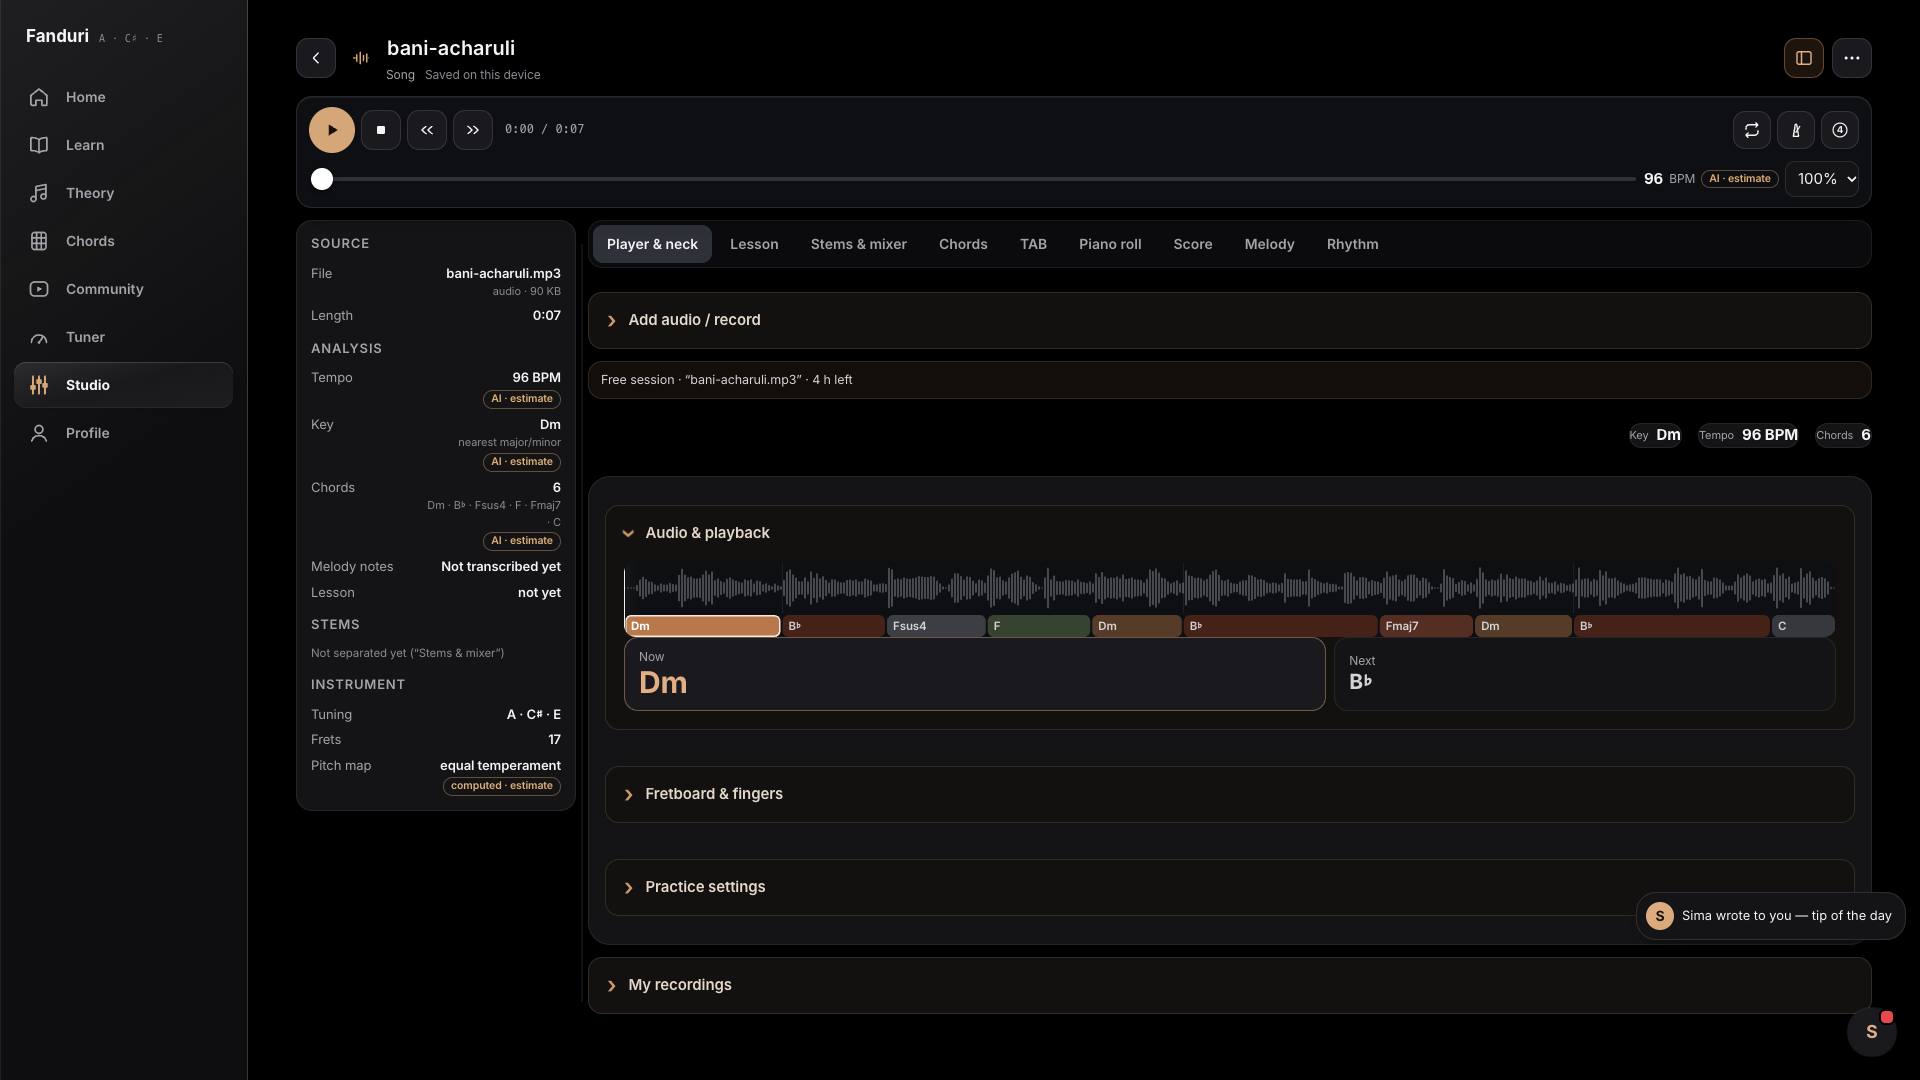 Fanduri A · C♯ · E
Home
Learn
Theory
Chords
Community
Tuner
Studio
Profile
bani-acharuli
Song Saved on this device
0:00 / 0:07
4
96 BPM AI · estimate 100%
SOURCE
File bani-acharuli.mp3
audio · 90 KB
Length 0:07
ANALYSIS
Tempo 96 BPM
AI · estimate
Key Dm
nearest major/minor
AI · estimate
Chords 6
Dm · B♭ · Fsus4 · F · Fmaj7
· C
AI · estimate
Melody notes Not transcribed yet
Lesson not yet
STEMS
Not separated yet (“Stems & mixer”)
INSTRUMENT
Tuning A · C♯ · E
Frets 17
Pitch map equal temperament
computed · estimate
Player & neck Lesson Stems & mixer Chords TAB Piano roll Score Melody Rhythm
Add audio / record
Free session · “bani-acharuli.mp3” · 4 h left
Key Dm Tempo 96 BPM Chords 6
Audio & playback
Dm B♭ Fsus4 F Dm B♭ Fmaj7 Dm B♭ C
Now
Dm
Next
B♭
Fretboard & fingers
Practice settings
S Sima wrote to you — tip of the day
My recordings
S